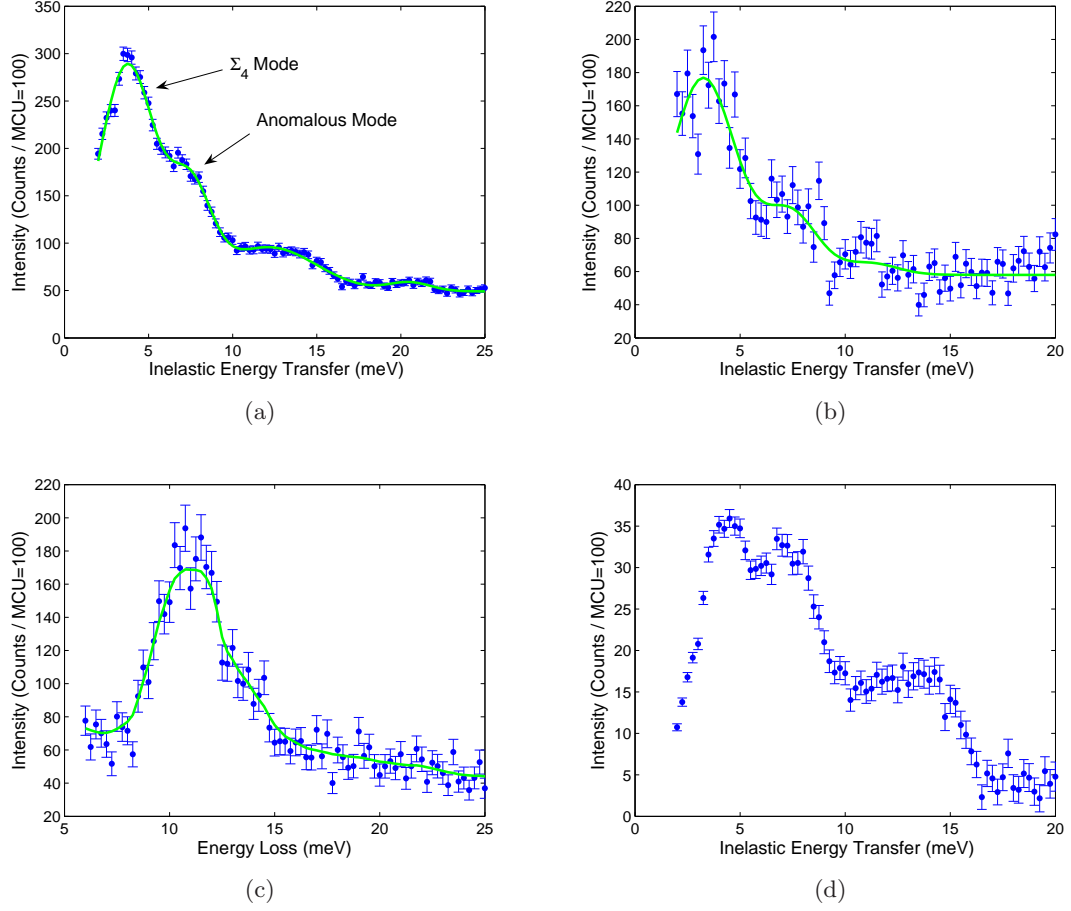 350
300
250
200
150
100
50
0
Intensity (Counts / MCU=100)
Σ4 Mode
Anomalous Mode
0 5 10 15 20 25
Inelastic Energy Transfer (meV)
(a)
220
200
180
160
140
120
100
80
60
40
20
Intensity (Counts / MCU=100)
0 5 10 15 20
Inelastic Energy Transfer (meV)
(b)
220
200
180
160
140
120
100
80
60
40
20
Intensity (Counts / MCU=100)
5 10 15 20 25
Energy Loss (meV)
(c)
40
35
30
25
20
15
10
5
0
Intensity (Counts / MCU=100)
0 5 10 15 20
Inelastic Energy Transfer (meV)
(d)